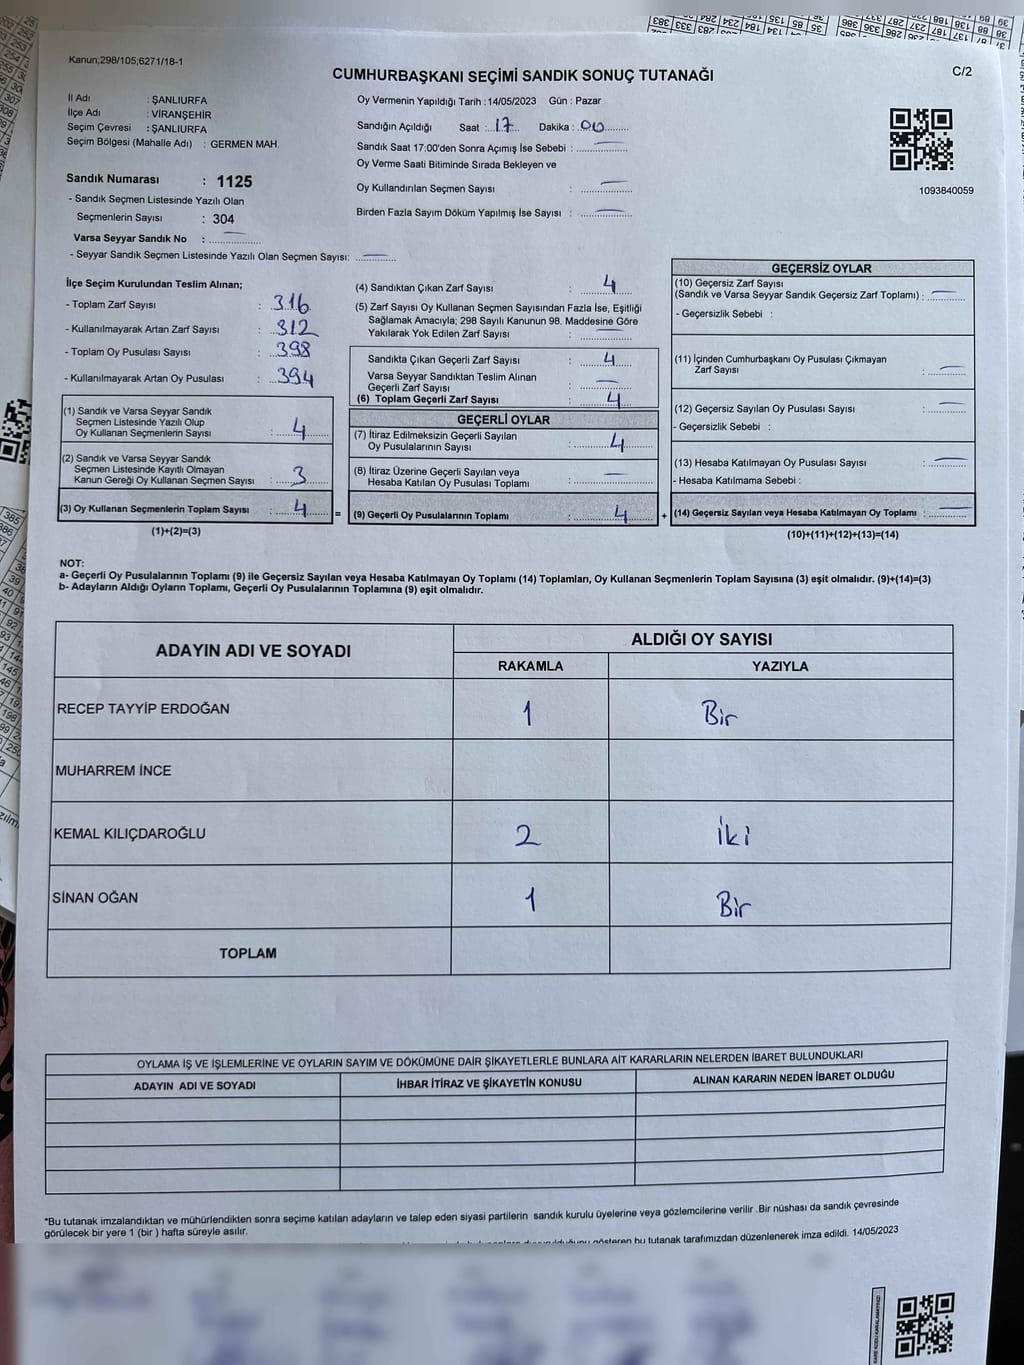 Kanun;298/105;6271/18-1
CUMHURBAŞKANI SEÇİMİ SANDIK SONUÇ TUTANAĞI
C/2
İl Adı : ŞANLIURFA
İlçe Adı : VİRANŞEHİR
Seçim Çevresi : ŞANLIURFA
Seçim Bölgesi (Mahalle Adı) : GERMEN MAH.
Oy Vermenin Yapıldığı Tarih : 14/05/2023 Gün : Pazar
Sandığın Açıldığı Saat : 17 Dakika : 00
Sandık Saat 17:00'den Sonra Açımış İse Sebebi : —
Oy Verme Saati Bitiminde Sırada Bekleyen ve
Oy Kullandırılan Seçmen Sayısı : —
Birden Fazla Sayım Döküm Yapılmış İse Sayısı : —
1093840059
Sandık Numarası : 1125
- Sandık Seçmen Listesinde Yazılı Olan
Seçmenlerin Sayısı : 304
Varsa Seyyar Sandık No : —
- Seyyar Sandık Seçmen Listesinde Yazılı Olan Seçmen Sayısı: —
İlçe Seçim Kurulundan Teslim Alınan;
- Toplam Zarf Sayısı : 316
- Kullanılmayarak Artan Zarf Sayısı : 312
- Toplam Oy Pusulası Sayısı : 398
- Kullanılmayarak Artan Oy Pusulası : 394
(1) Sandık ve Varsa Seyyar Sandık
Seçmen Listesinde Yazılı Olup
Oy Kullanan Seçmenlerin Sayısı : 4
(2) Sandık ve Varsa Seyyar Sandık
Seçmen Listesinde Kayıtlı Olmayan
Kanun Gereği Oy Kullanan Seçmen Sayısı : 3
(3) Oy Kullanan Seçmenlerin Toplam Sayısı : 4
(1)+(2)=(3)
=
(4) Sandıktan Çıkan Zarf Sayısı : 4
(5) Zarf Sayısı Oy Kullanan Seçmen Sayısından Fazla İse, Eşitliği
Sağlamak Amacıyla; 298 Sayılı Kanunun 98. Maddesine Göre
Yakılarak Yok Edilen Zarf Sayısı : —
Sandıkta Çıkan Geçerli Zarf Sayısı : 4
Varsa Seyyar Sandıktan Teslim Alınan
Geçerli Zarf Sayısı : —
(6) Toplam Geçerli Zarf Sayısı : 4
GEÇERLİ OYLAR
(7) İtiraz Edilmeksizin Geçerli Sayılan
Oy Pusulalarının Sayısı : 4
(8) İtiraz Üzerine Geçerli Sayılan veya
Hesaba Katılan Oy Pusulası Toplamı : —
(9) Geçerli Oy Pusulalarının Toplamı : 4
+
GEÇERSİZ OYLAR
(10) Geçersiz Zarf Sayısı
(Sandık ve Varsa Seyyar Sandık Geçersiz Zarf Toplamı) : —
- Geçersizlik Sebebi :
(11) İçinden Cumhurbaşkanı Oy Pusulası Çıkmayan
Zarf Sayısı : —
(12) Geçersiz Sayılan Oy Pusulası Sayısı : —
- Geçersizlik Sebebi :
(13) Hesaba Katılmayan Oy Pusulası Sayısı : —
- Hesaba Katılmama Sebebi :
(14) Geçersiz Sayılan veya Hesaba Katılmayan Oy Toplamı : —
(10)+(11)+(12)+(13)=(14)
NOT:
a- Geçerli Oy Pusulalarının Toplamı (9) ile Geçersiz Sayılan veya Hesaba Katılmayan Oy Toplamı (14) Toplamları, Oy Kullanan Seçmenlerin Toplam Sayısına (3) eşit olmalıdır. (9)+(14)=(3)
b- Adayların Aldığı Oyların Toplamı, Geçerli Oy Pusulalarının Toplamına (9) eşit olmalıdır.
ADAYIN ADI VE SOYADI
ALDIĞI OY SAYISI
RAKAMLA YAZIYLA
RECEP TAYYİP ERDOĞAN 1 Bir
MUHARREM İNCE
KEMAL KILIÇDAROĞLU 2 İki
SİNAN OĞAN 1 Bir
TOPLAM
OYLAMA İŞ VE İŞLEMLERİNE VE OYLARIN SAYIM VE DÖKÜMÜNE DAİR ŞİKAYETLERLE BUNLARA AİT KARARLARIN NELERDEN İBARET BULUNDUKLARI
ADAYIN ADI VE SOYADI İHBAR İTİRAZ VE ŞİKAYETİN KONUSU ALINAN KARARIN NEDEN İBARET OLDUĞU
*Bu tutanak imzalandıktan ve mühürlendikten sonra seçime katılan adayların ve talep eden siyasi partilerin sandık kurulu üyelerine veya gözlemcilerine verilir .Bir nüshası da sandık çevresinde
görülecek bir yere 1 (bir ) hafta süreyle asılır.
gösteren bu tutanak tarafımızdan düzenlenerek imza edildi. 14/05/2023